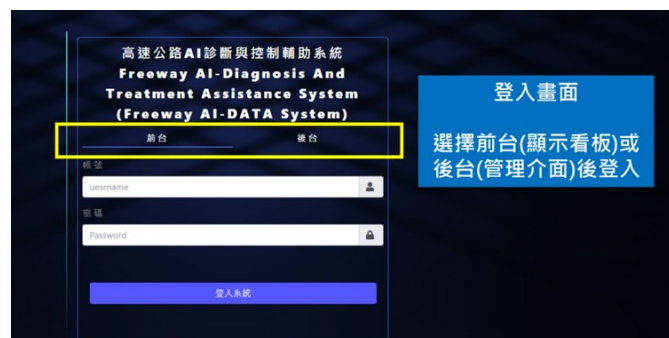 高速公路AI診斷與控制輔助系統
Freeway AI-Diagnosis And
Treatment Assistance System
(Freeway AI-DATA System)
前台 後台
帳號
uesrname
密碼
Password
登入系統
登入畫面
選擇前台(顯示看板)或
後台(管理介面)後登入